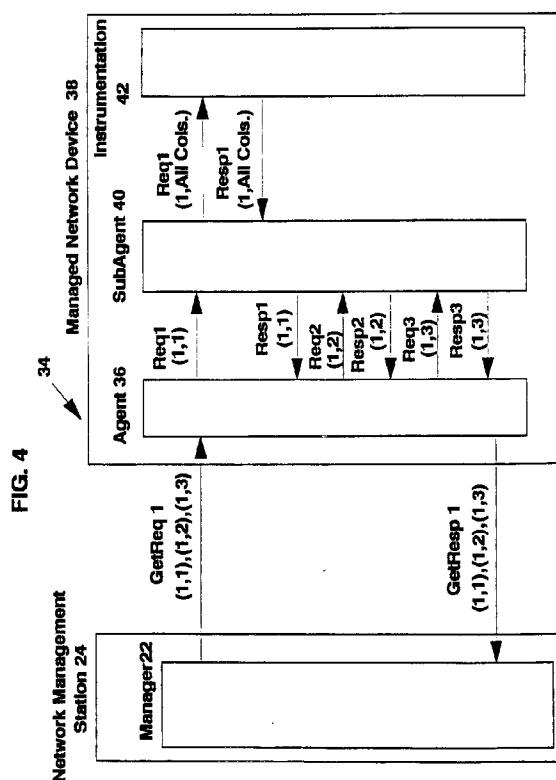 FIG. 4
34
Network Management
Station 24
Manager22
GetReq 1
(1,1),(1,2),(1,3)
GetResp 1
(1,1),(1,2),(1,3)
Managed Network Device 38
Agent 36
SubAgent 40
Instrumentation
42
Req1
(1,1)
Req1
(1,All Cols.)
Resp1
(1,All Cols.)
Resp1
(1,1)
Req2
(1,2)
Resp2
(1,2)
Req3
(1,3)
Resp3
(1,3)